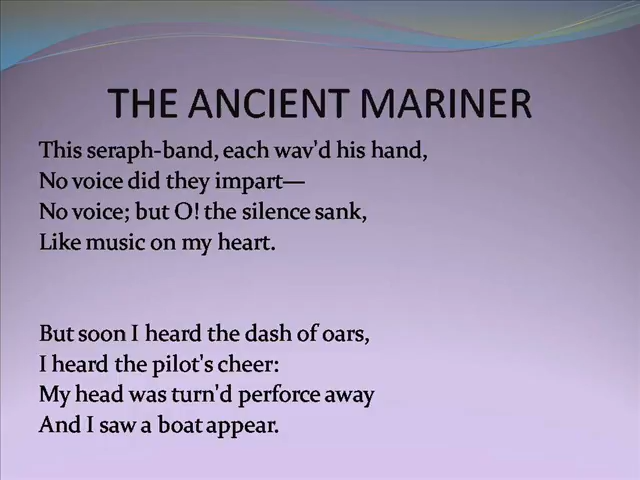 THE ANCIENT MARINER
This seraph-band, each wav'd his hand,
No voice did they impart—
No voice; but O! the silence sank,
Like music on my heart.
But soon I heard the dash of oars,
I heard the pilot's cheer:
My head was turn'd perforce away
And I saw a boat appear.